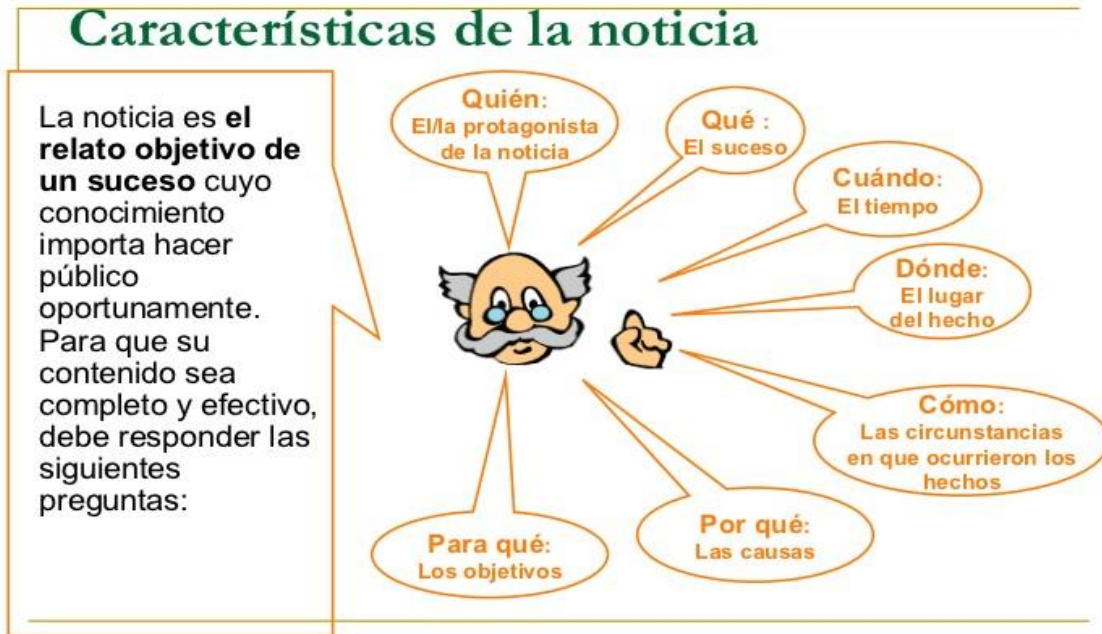 Características de la noticia
La noticia es el
relato objetivo de
un suceso cuyo
conocimiento
importa hacer
público
oportunamente.
Para que su
contenido sea
completo y efectivo,
debe responder las
siguientes
preguntas:
Quién:
El/la protagonista
de la noticia
Qué :
El suceso
Cuándo:
El tiempo
Dónde:
El lugar
del hecho
Cómo:
Las circunstancias
en que ocurrieron los
hechos
Por qué:
Las causas
Para qué:
Los objetivos